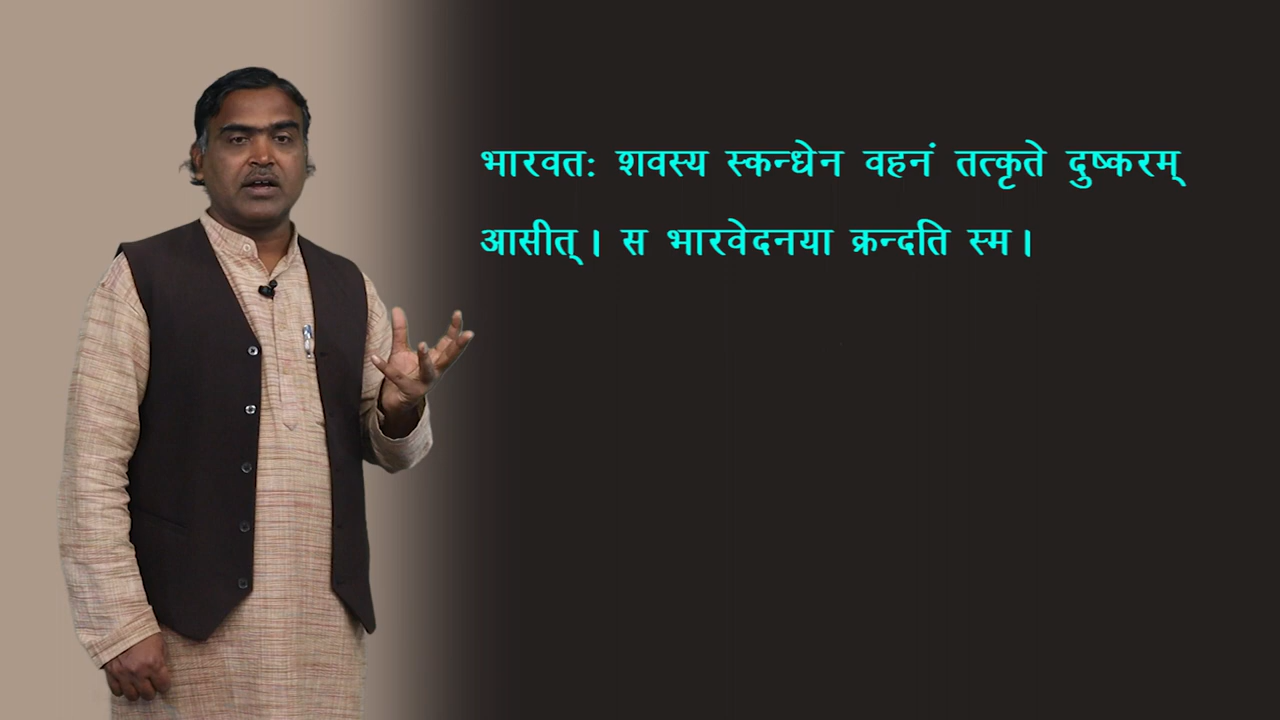 भारवतः शवस्य स्कन्धेन वहनं तत्कृते दुष्करम्
आसीत् । स भारवेदनया क्रन्दति स्म ।